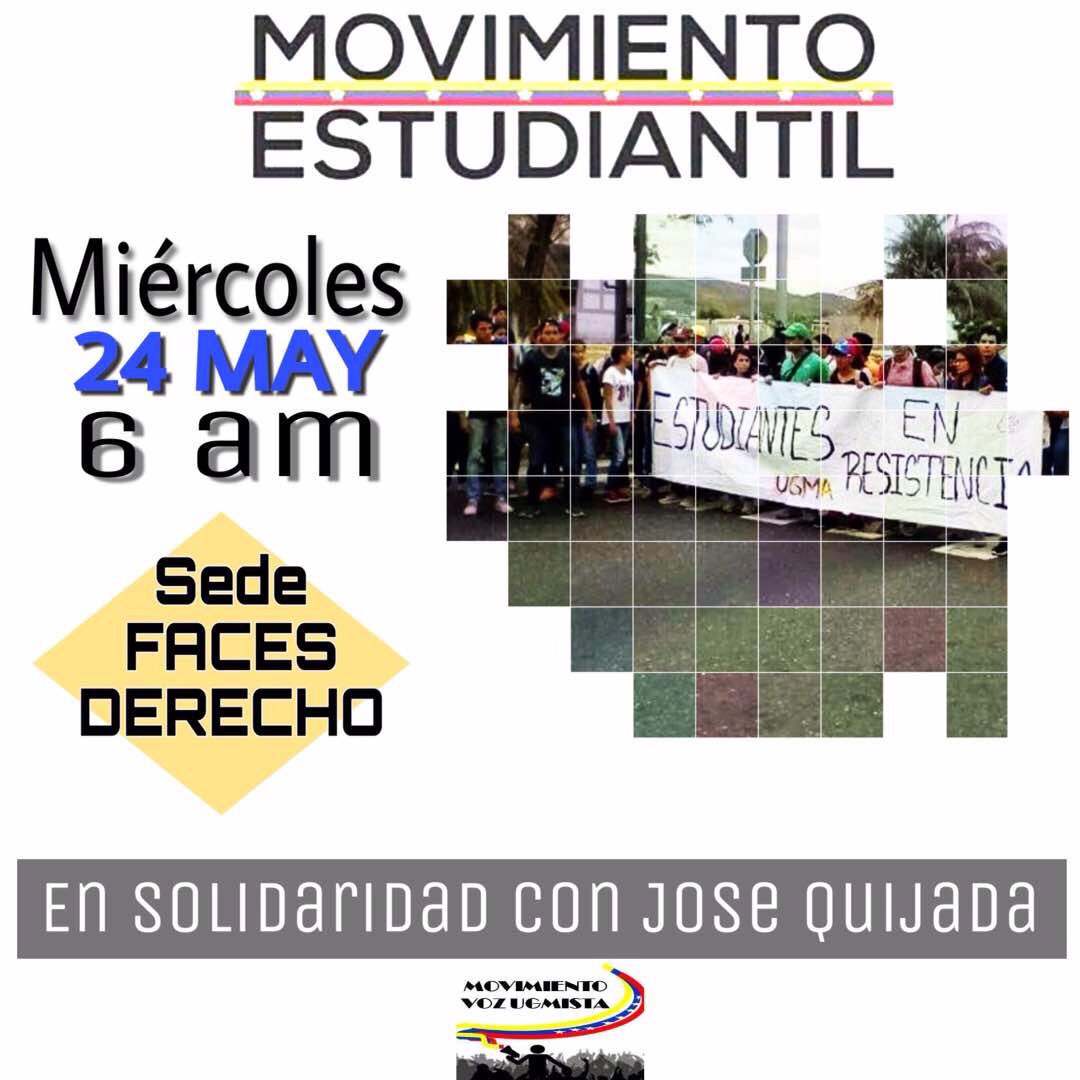 MOVIMIENTO
ESTUDIANTIL
Miércoles
24 MAY
6 am
Sede
FACES
DERECHO
ESTUDIANTES EN
UGMA RESISTENCIA
En solidaridad con Jose Quijada
MOVIMIENTO
VOZ UGMISTA